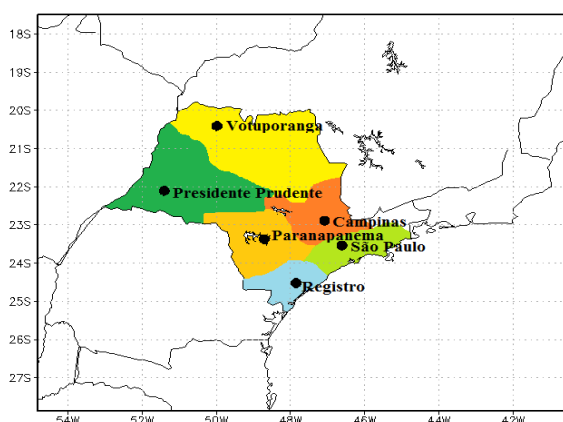 18S
19S
20S
Votuporanga
21S
22S
Presidente Prudente
23S
Campinas
Paranapanema
São Paulo
24S
25S
Registro
26S
27S
54W 52W 50W 48W 46W 44W 42W